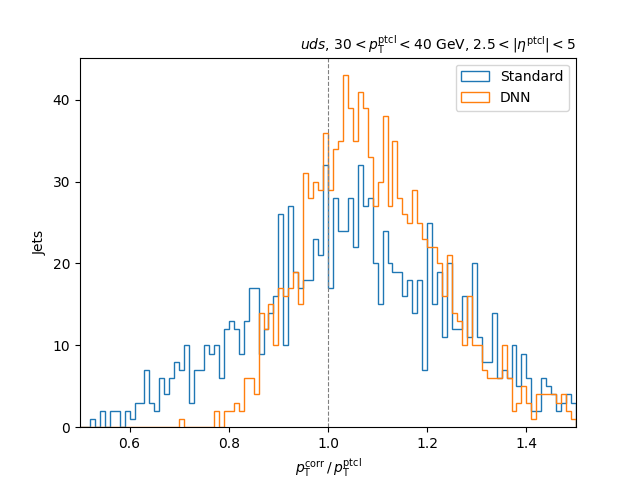 uds, 30 < p_T^ptcl < 40 GeV, 2.5 < |η^ptcl| < 5
Standard
DNN
Jets
40
30
20
10
0
0.6 0.8 1.0 1.2 1.4
p_T^corr / p_T^ptcl